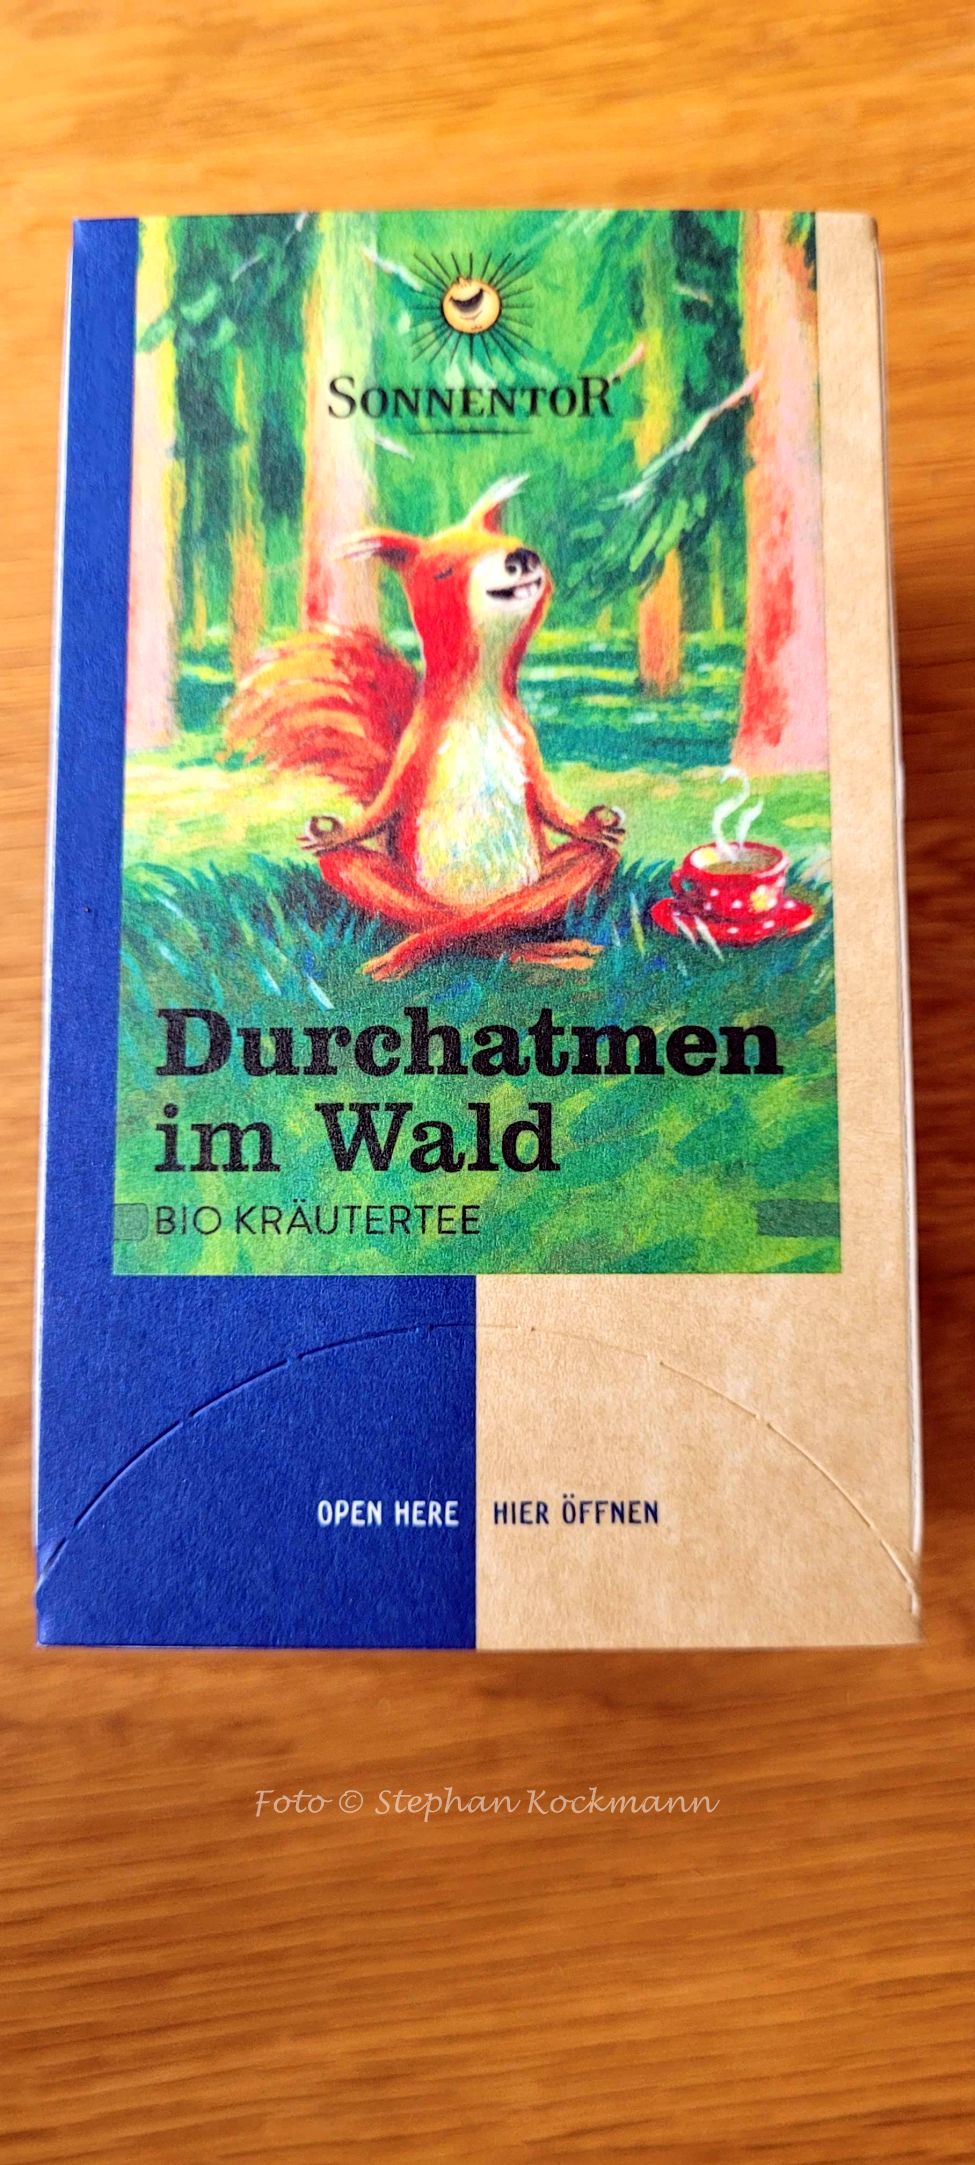 SONNENTOR®
Durchatmen
im Wald
BIO KRÄUTERTEE
OPEN HERE HIER ÖFFNEN
Foto © Stephan Kockmann